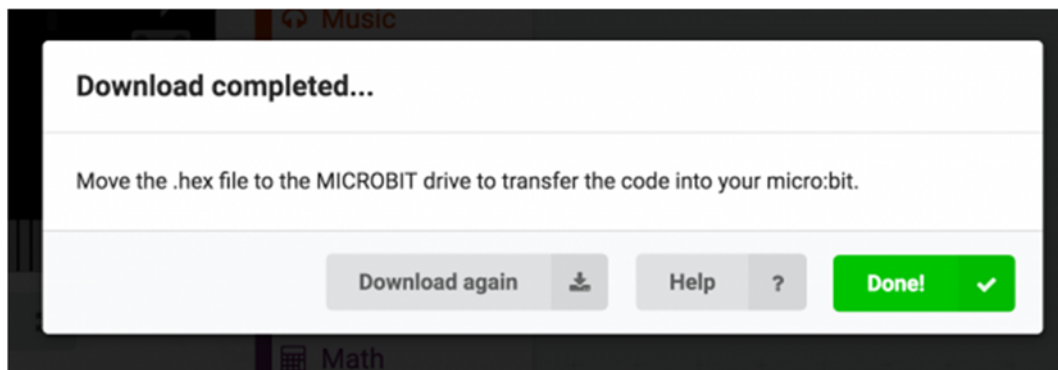 Music
Download completed...
Move the .hex file to the MICROBIT drive to transfer the code into your micro:bit.
Download again
Help ?
Done!
Math